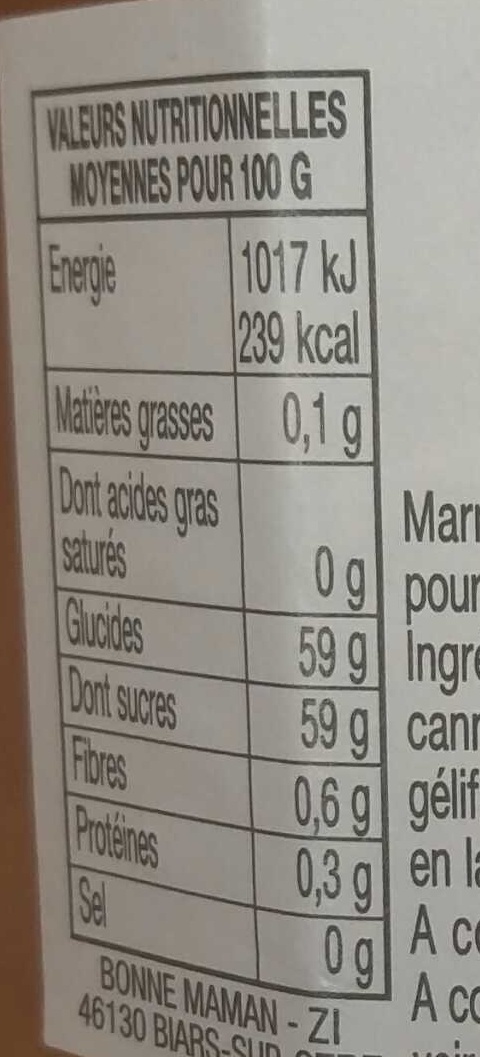 VALEURS NUTRITIONNELLES
MOYENNES POUR 100 G
Energie 1017 kJ
239 kcal
Matières grasses 0,1 g
Dont acides gras
saturés 0 g
Glucides 59 g
Dont sucres 59 g
Fibres 0,6 g
Protéines 0,3 g
Sel 0 g
BONNE MAMAN - ZI
46130 BIARS-SUR
pour
en
A
A